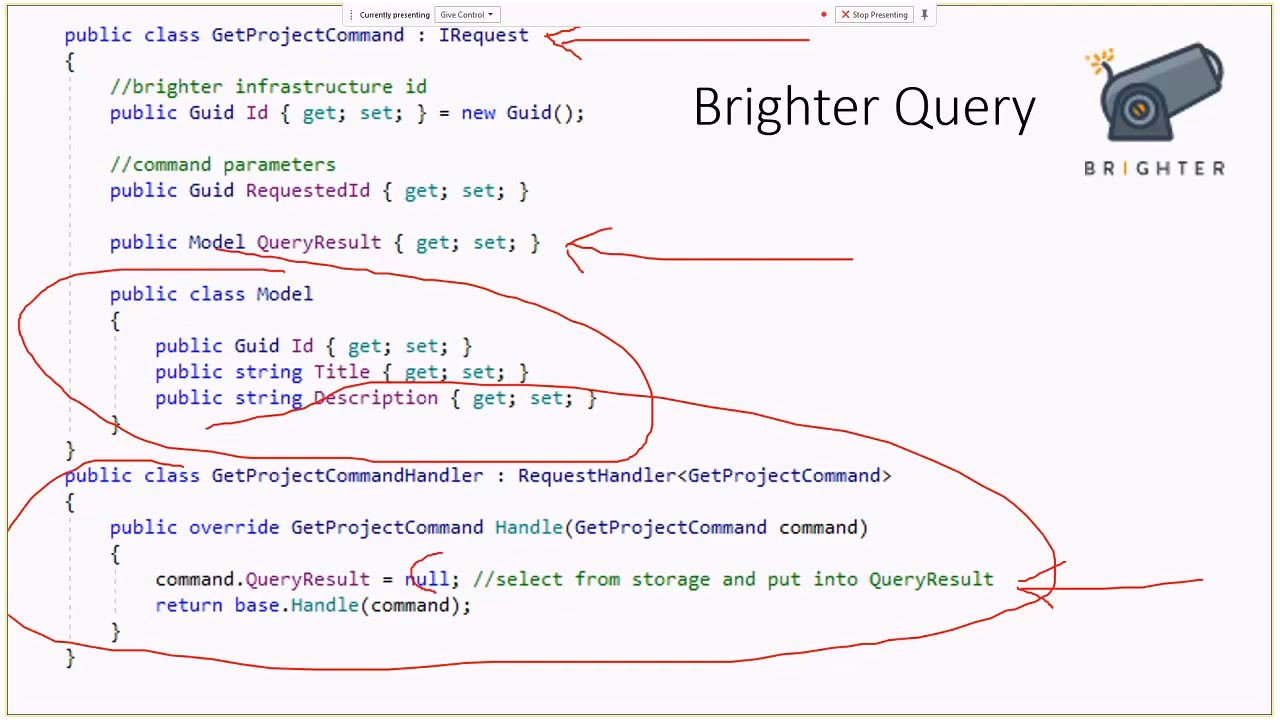 Currently presenting Give Control Stop Presenting
public class GetProjectCommand : IRequest
{
//brighter infrastructure id
public Guid Id { get; set; } = new Guid();
//command parameters
public Guid RequestedId { get; set; }
public Model QueryResult { get; set; }
public class Model
{
public Guid Id { get; set; }
public string Title { get; set; }
public string Description { get; set; }
}
}
public class GetProjectCommandHandler : RequestHandler<GetProjectCommand>
{
public override GetProjectCommand Handle(GetProjectCommand command)
{
command.QueryResult = null; //select from storage and put into QueryResult
return base.Handle(command);
}
}
Brighter Query
BRIGHTER